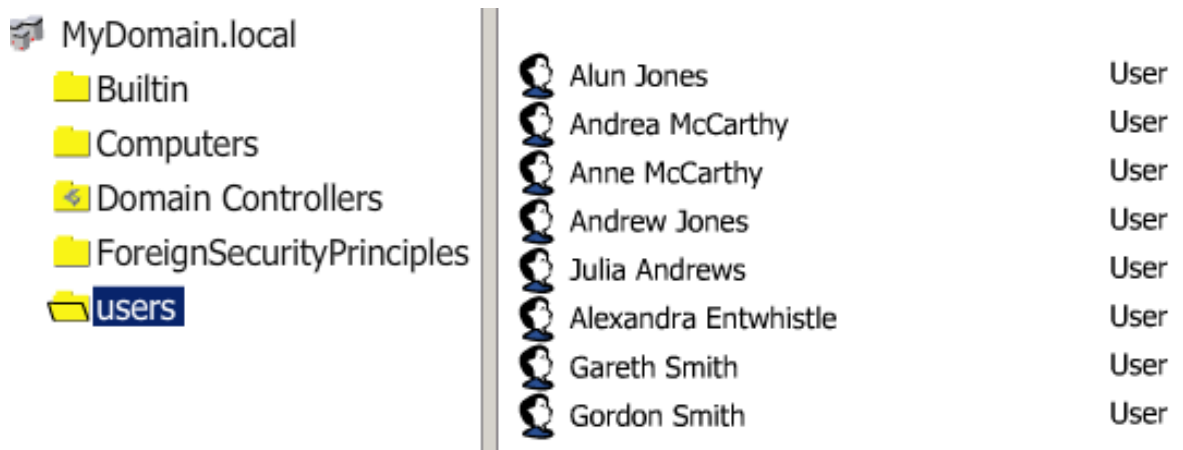 MyDomain.local
Builtin
Computers
Domain Controllers
ForeignSecurityPrinciples
users
Alun Jones User
Andrea McCarthy User
Anne McCarthy User
Andrew Jones User
Julia Andrews User
Alexandra Entwhistle User
Gareth Smith User
Gordon Smith User